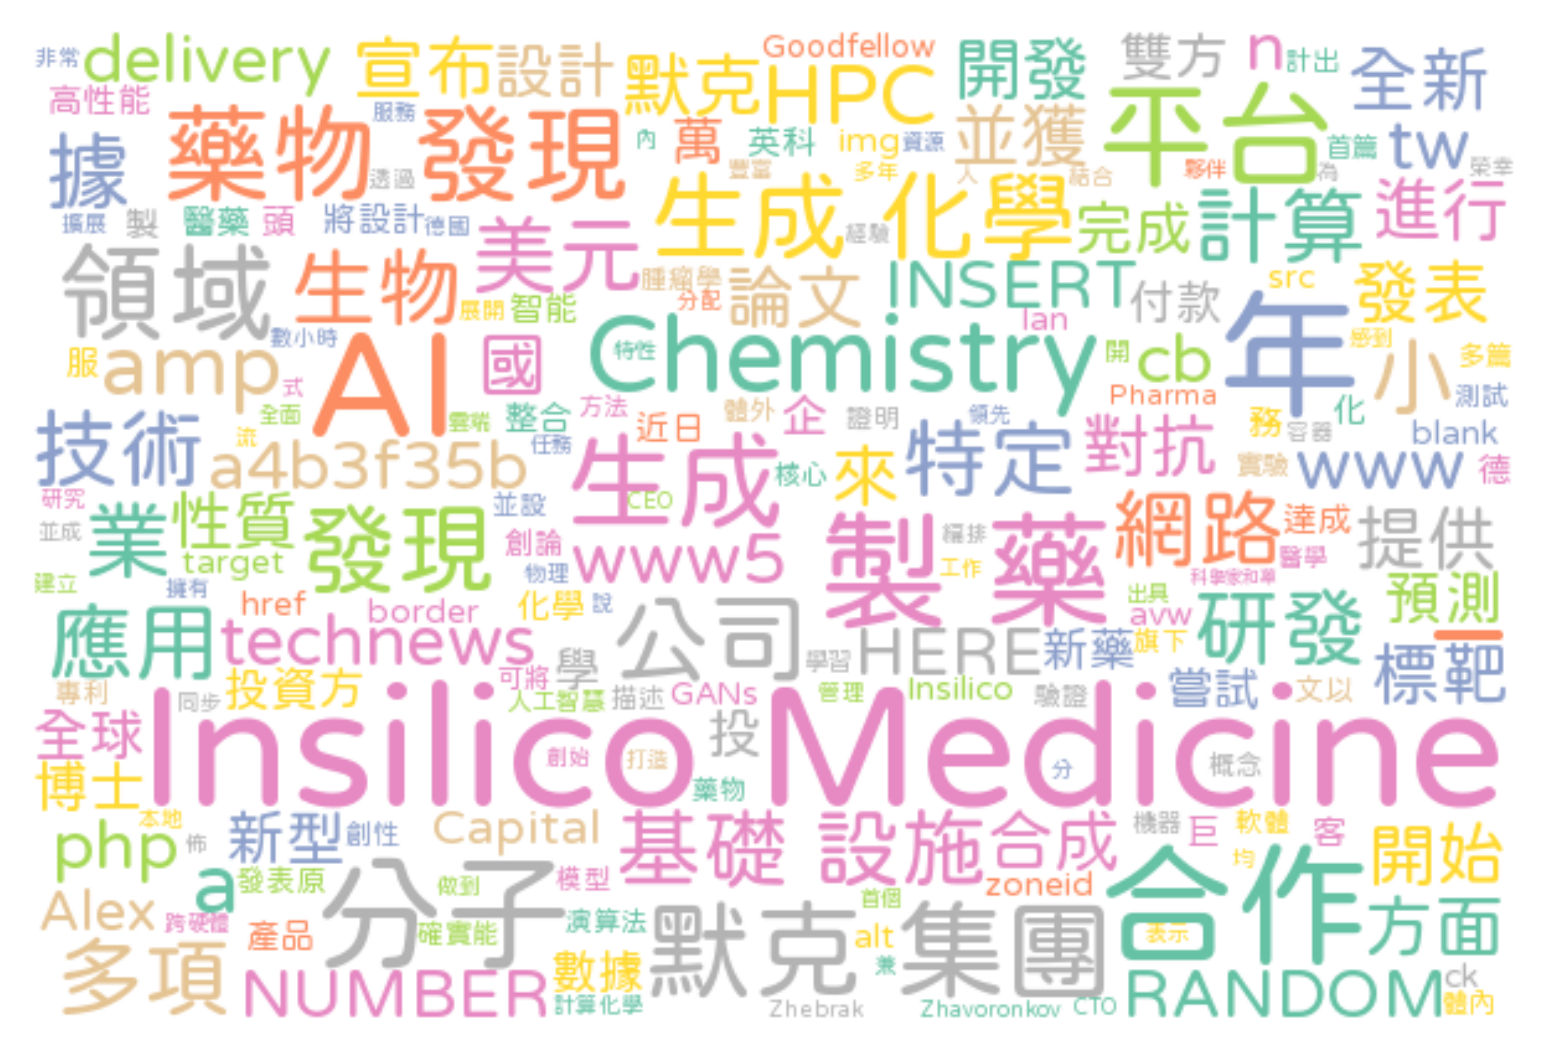 非常 delivery 宣布 設計 默克 HPC Goodfellow 開發 雙方 n 計出 全新
高性能 服務 內 萬 英科 img 資源 並獲 平台 首篇 tw
據 藥物 發現 透過 豐富 多年 人 結合 夥伴 為 榮幸
擴展 製 醫藥 頭 將設計 德國 美元 生成 化學 經驗 完成 計算 進行
領域 生物 展開 智能 腫瘤學 分配 論文 INSERT 付款 Ian src 發表
數小時 國 特性 Chemistry 開 cb 年 感到 小 多篇
服 amp 式 AI Pharma 測試
技術 流 全面 雲端 整合 方法 近日 體外 企 證明 領先 對抗 務 化 容器 blank
a4b3f35b 任務 生成 核心 來 特定 實驗 www 德
研究 並成 業 性質 發現 並設 CEO 創論 製藥 編排 網路 達成 提供
建立 target 擁有 物理 www5 工作 科學家和幕 醫學
應用 href border 化學 說 公司 出具 avw 研發 預測
technews 學 學習 HERE 新藥 旗下 標靶
專利 同步 投資方 可將 人工智慧 描述 GANs 管理 Insilico 驗證 嘗試 文以
全球 Insilico Medicine 創始 打造 投 分 概念
博士 藥物
php 本地 佈 新型 創性 Capital 基礎 設施 合成 機器 巨 軟體 客 開始
a 發表原 分子 做到 模型 首個 zoneid 合作 均
Alex 跨硬體 產品 確實能 演算法 默克 集團 alt 表示 方面
多項 NUMBER 數據 兼 RANDOM ck
計算化學 Zhebrak Zhavoronkov CTO 體內